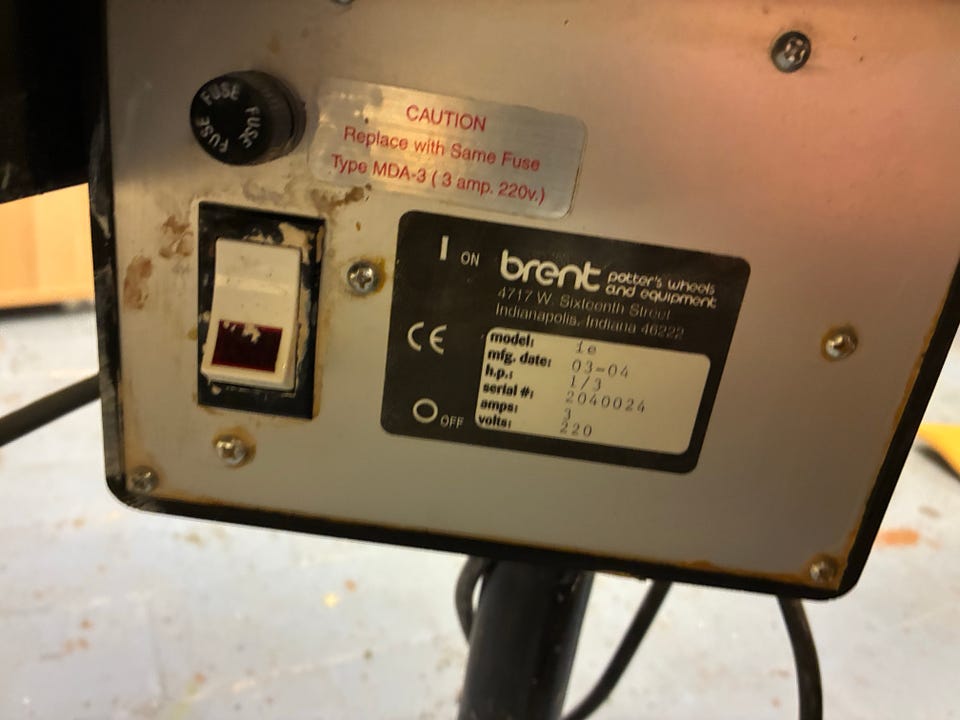 FUSE FUSE FUSE
CAUTION
Replace with Same Fuse
Type MDA-3 ( 3 amp. 220v.)
I ON
brent potter's wheels
and equipment
4717 W. Sixteenth Street
Indianapolis, Indiana 46222
CE
model: ie
mfg. date: 03-04
h.p.: 1/3
serial #: 2040024
amps: 3
volts: 220
O OFF